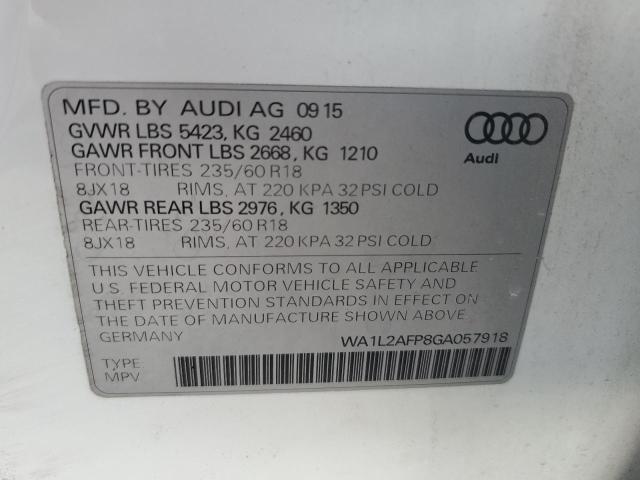 MFD. BY AUDI AG 09 15
GVWR LBS 5423, KG 2460
GAWR FRONT LBS 2668, KG 1210
FRONT-TIRES 235/60 R18
8JX18 RIMS, AT 220 KPA 32 PSI COLD
GAWR REAR LBS 2976, KG 1350
REAR-TIRES 235/60 R18
8JX18 RIMS, AT 220 KPA 32 PSI COLD
Audi
THIS VEHICLE CONFORMS TO ALL APPLICABLE
U.S. FEDERAL MOTOR VEHICLE SAFETY AND
THEFT PREVENTION STANDARDS IN EFFECT ON
THE DATE OF MANUFACTURE SHOWN ABOVE.
GERMANY WA1L2AFP8GA057918
TYPE
MPV